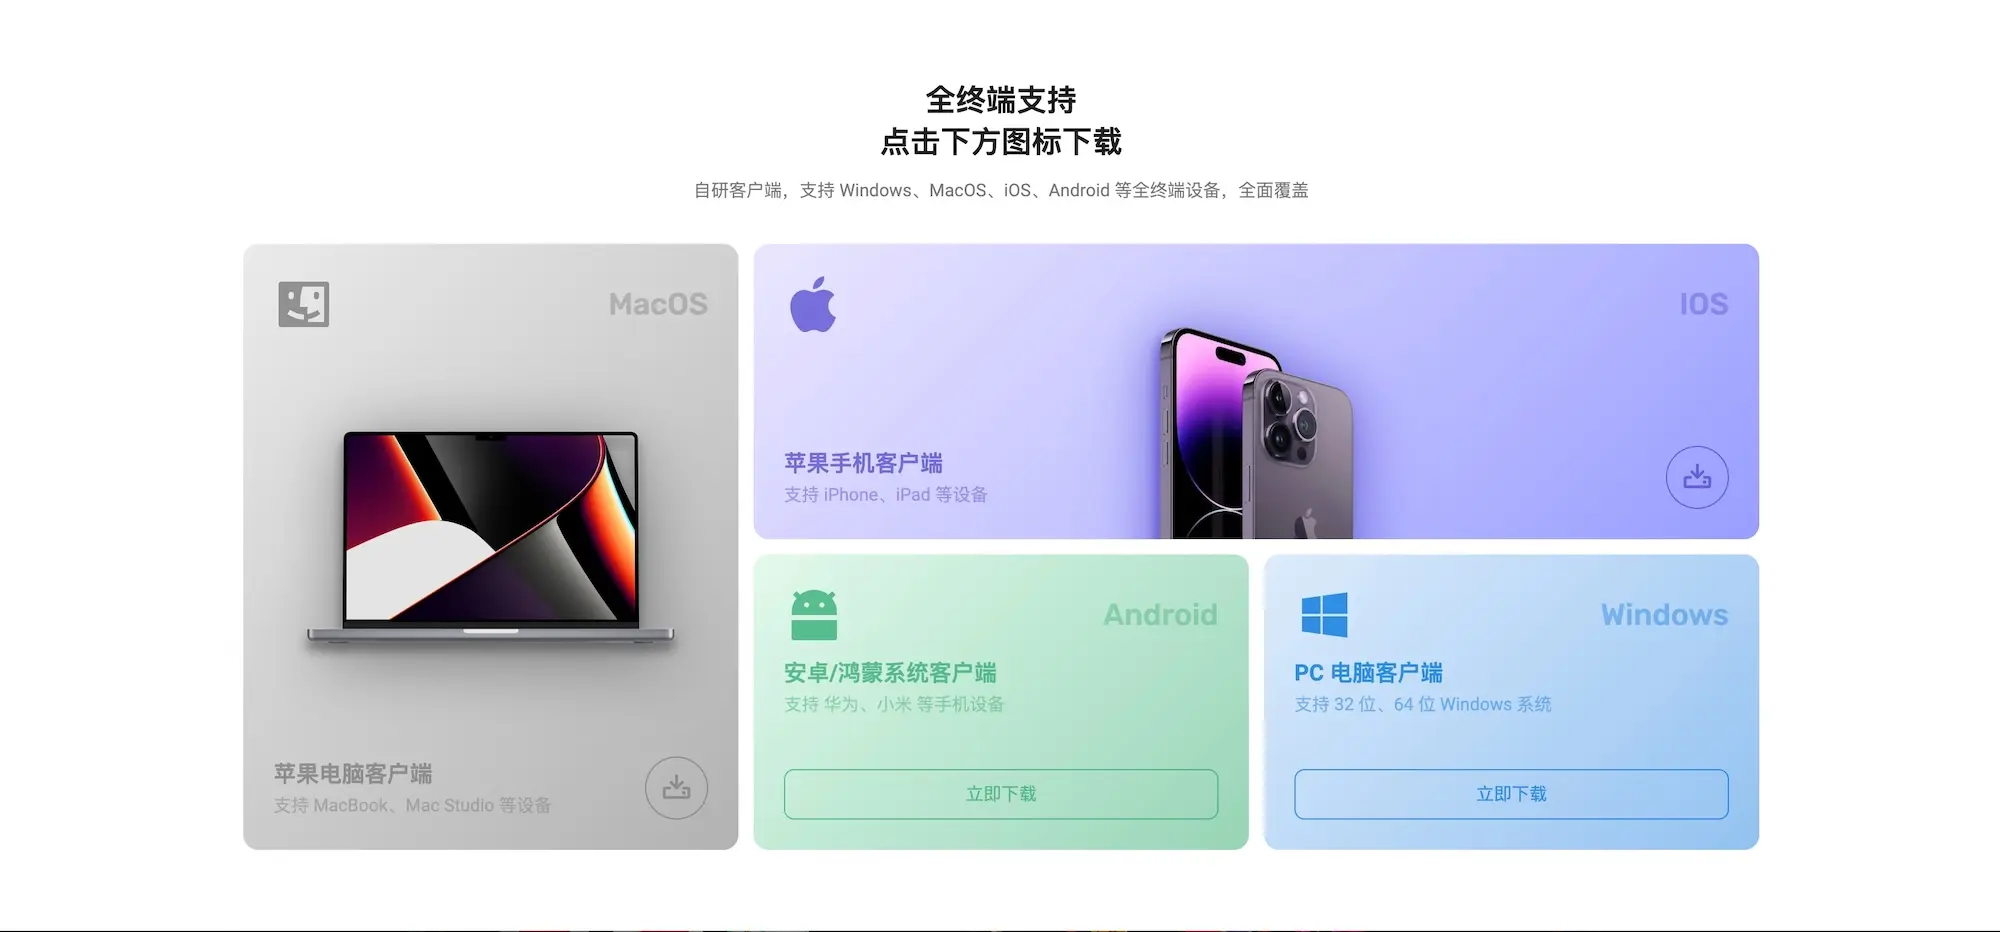 全终端支持
点击下方图标下载
自研客户端，支持 Windows、MacOS、iOS、Android 等全终端设备，全面覆盖
MacOS
苹果电脑客户端
支持 MacBook、Mac Studio 等设备
IOS
苹果手机客户端
支持 iPhone、iPad 等设备
Android
安卓/鸿蒙系统客户端
支持 华为、小米 等手机设备
立即下载
Windows
PC 电脑客户端
支持 32 位、64 位 Windows 系统
立即下载